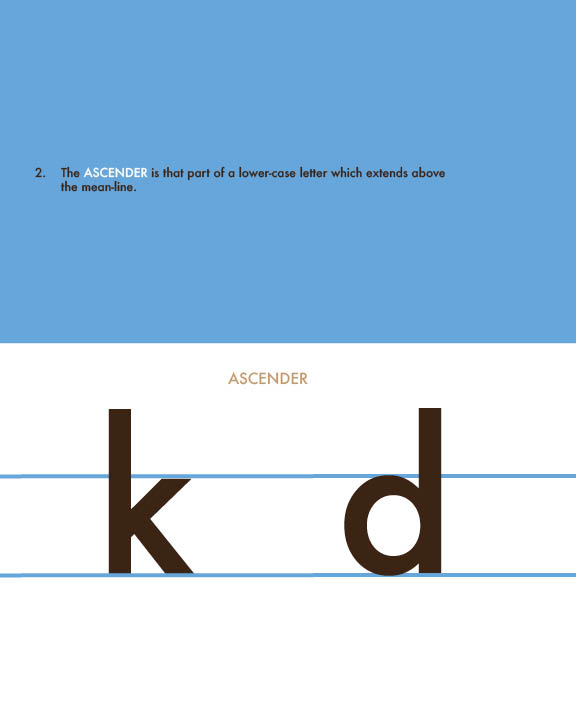 2. The ASCENDER is that part of a lower-case letter which extends above
the mean-line.
ASCENDER
k d